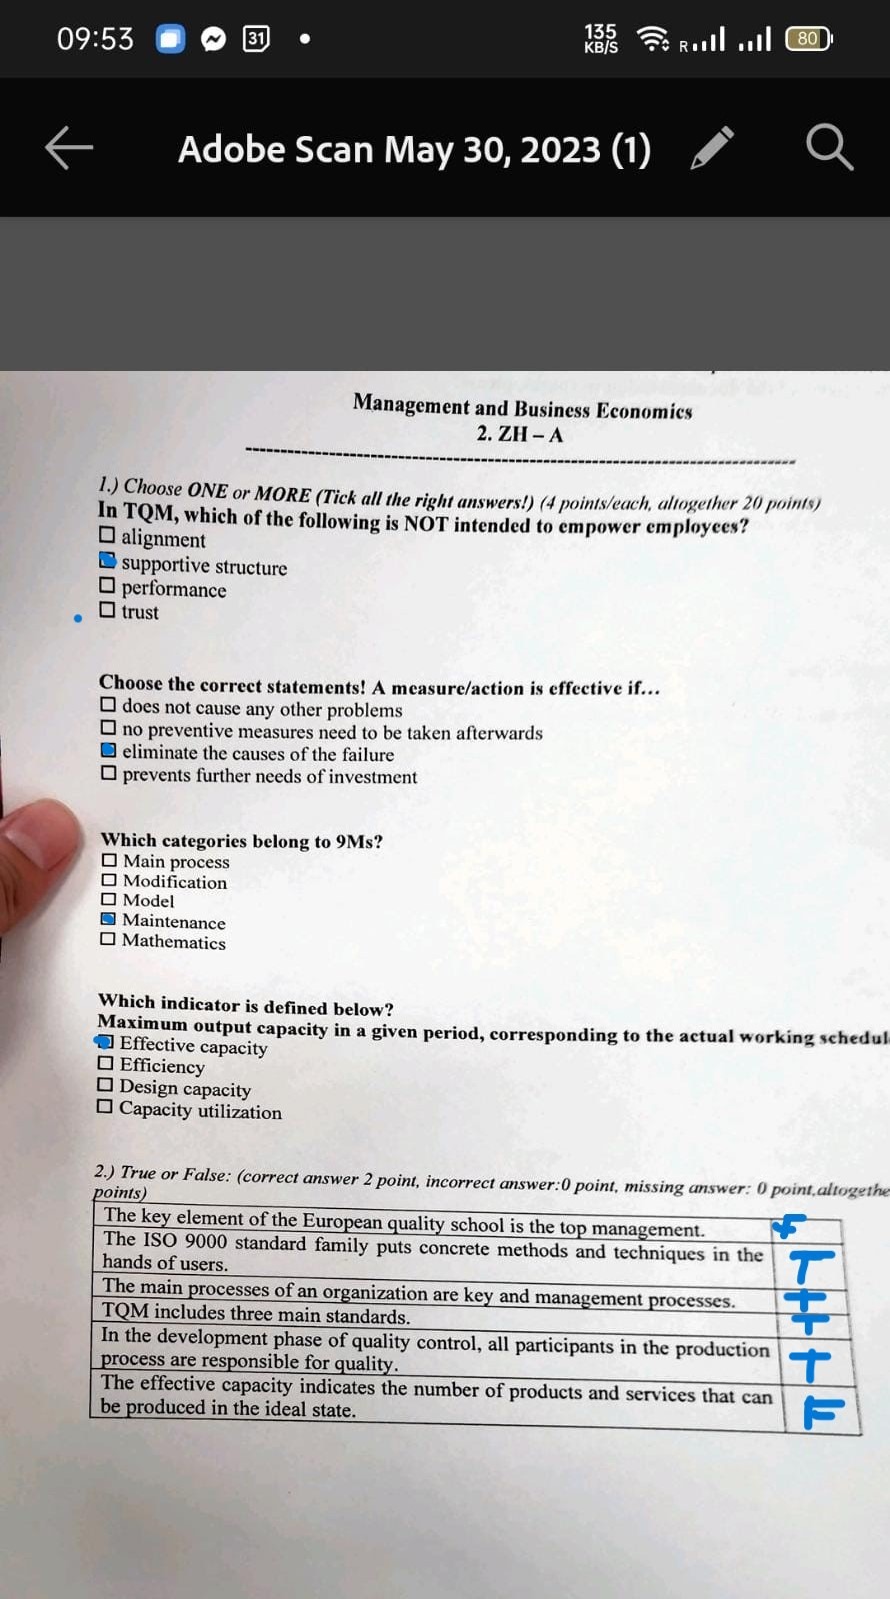 09:53
31
135
KB/S
R
80
Adobe Scan May 30, 2023 (1)
Management and Business Economics
2. ZH – A
1.) Choose ONE or MORE (Tick all the right answers!) (4 points/each, altogether 20 points)
In TQM, which of the following is NOT intended to empower employees?
☐ alignment
supportive structure
☐ performance
☐ trust
Choose the correct statements! A measure/action is effective if…
☐ does not cause any other problems
☐ no preventive measures need to be taken afterwards
eliminate the causes of the failure
☐ prevents further needs of investment
Which categories belong to 9Ms?
☐ Main process
☐ Modification
☐ Model
Maintenance
☐ Mathematics
Which indicator is defined below?
Maximum output capacity in a given period, corresponding to the actual working schedul
Effective capacity
☐ Efficiency
☐ Design capacity
☐ Capacity utilization
2.) True or False: (correct answer 2 point, incorrect answer:0 point, missing answer: 0 point,altogethe
points)
The key element of the European quality school is the top management. F
The ISO 9000 standard family puts concrete methods and techniques in the
hands of users. T
The main processes of an organization are key and management processes. T
TQM includes three main standards. T
In the development phase of quality control, all participants in the production
process are responsible for quality. T
The effective capacity indicates the number of products and services that can
be produced in the ideal state. F